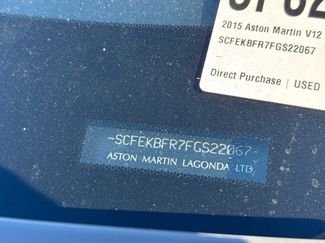 2015 Aston Martin V12
SCFEKBFR7FGS22067
Direct Purchase | USED
-SCFEKBFR7FGS22067-
ASTON MARTIN LAGONDA LTD.